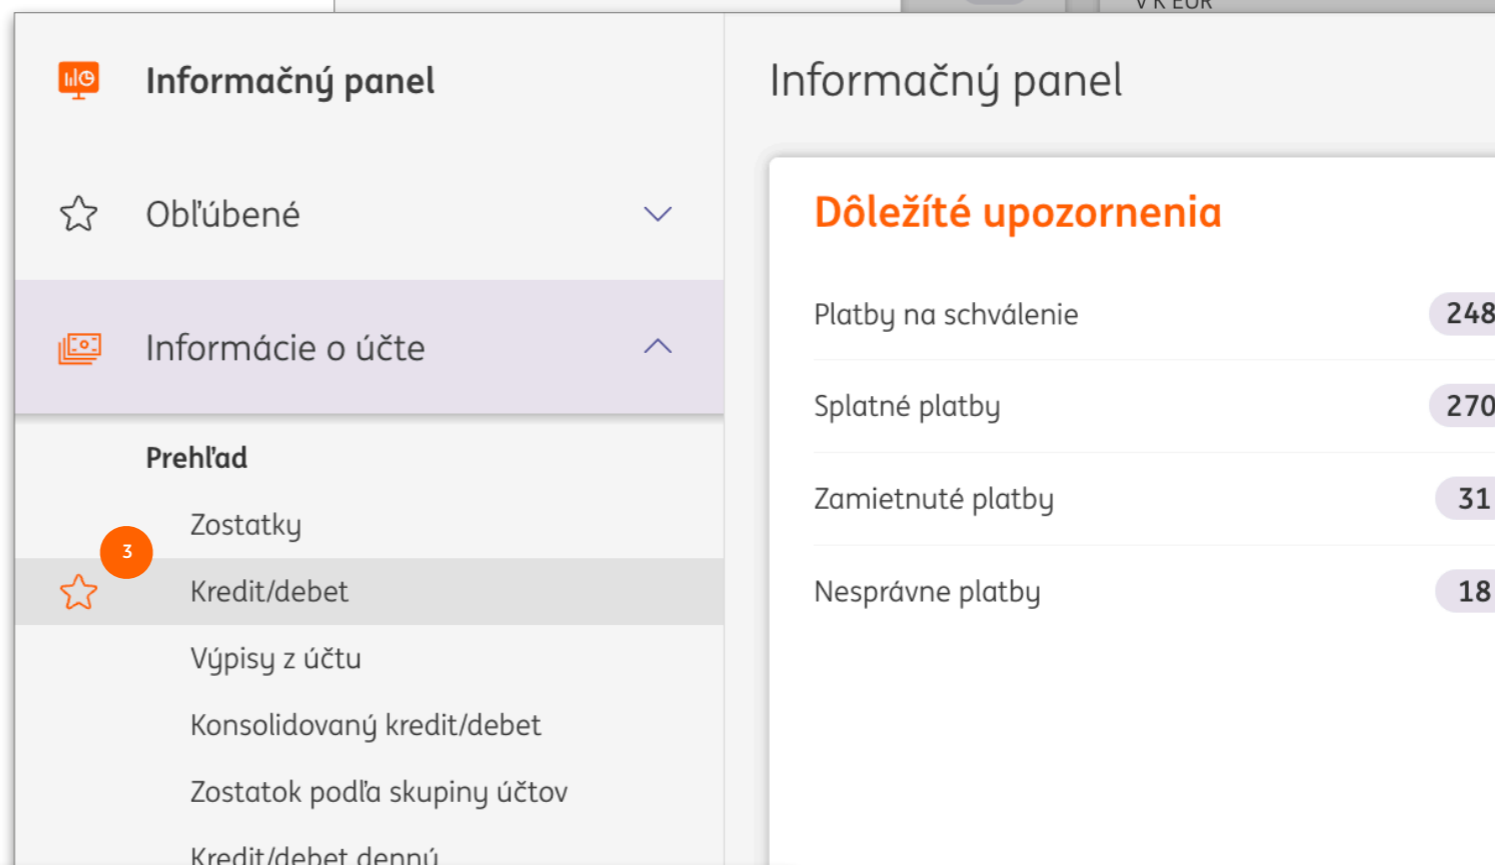 V K EUR
Informačný panel
Obľúbené
Informácie o účte
Prehľad
Zostatky
3
Kredit/debet
Výpisy z účtu
Konsolidovaný kredit/debet
Zostatok podľa skupiny účtov
Kredit/debet denný
Informačný panel
Dôležíté upozornenia
Platby na schválenie 248
Splatné platby 270
Zamietnuté platby 31
Nesprávne platby 18